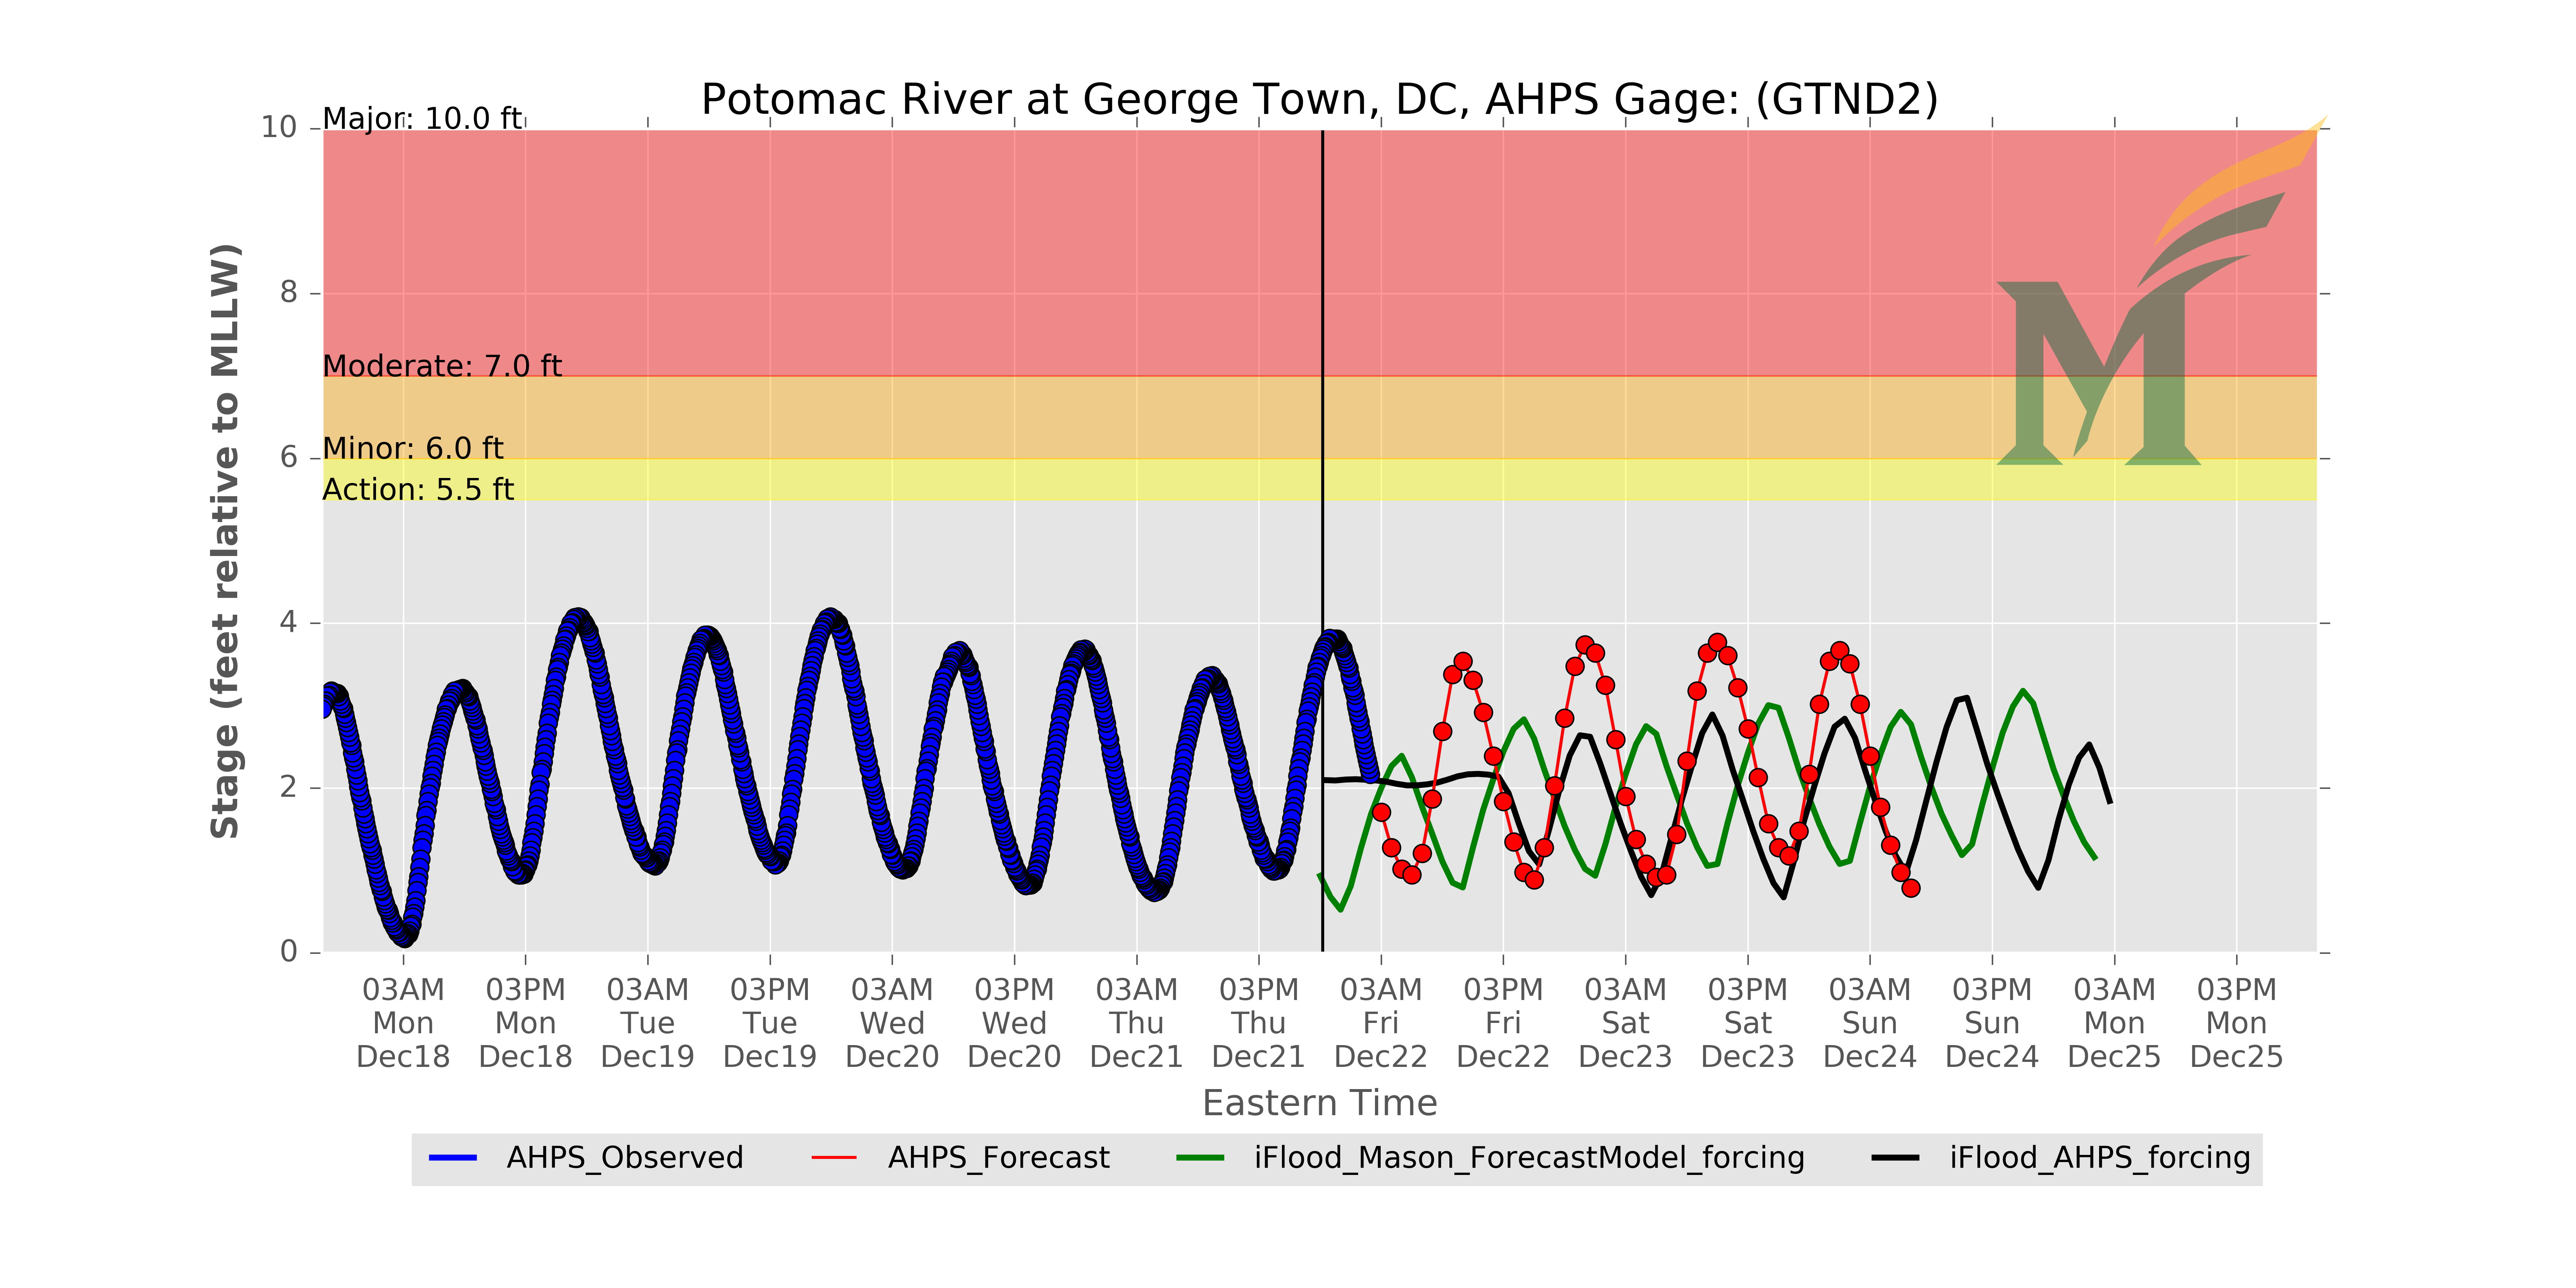 Potomac River at George Town, DC, AHPS Gage: (GTND2)
Major: 10.0 ft
Moderate: 7.0 ft
Minor: 6.0 ft
Action: 5.5 ft
Stage (feet relative to MLLW)
10
8
6
4
2
0
03AM 03PM 03AM 03PM 03AM 03PM 03AM 03PM 03AM 03PM 03AM 03PM 03AM 03PM 03AM 03PM
Mon Mon Tue Tue Wed Wed Thu Thu Fri Fri Sat Sat Sun Sun Mon Mon
Dec18 Dec18 Dec19 Dec19 Dec20 Dec20 Dec21 Dec21 Dec22 Dec22 Dec23 Dec23 Dec24 Dec24 Dec25 Dec25
Eastern Time
AHPS_Observed AHPS_Forecast iFlood_Mason_ForecastModel_forcing iFlood_AHPS_forcing
M